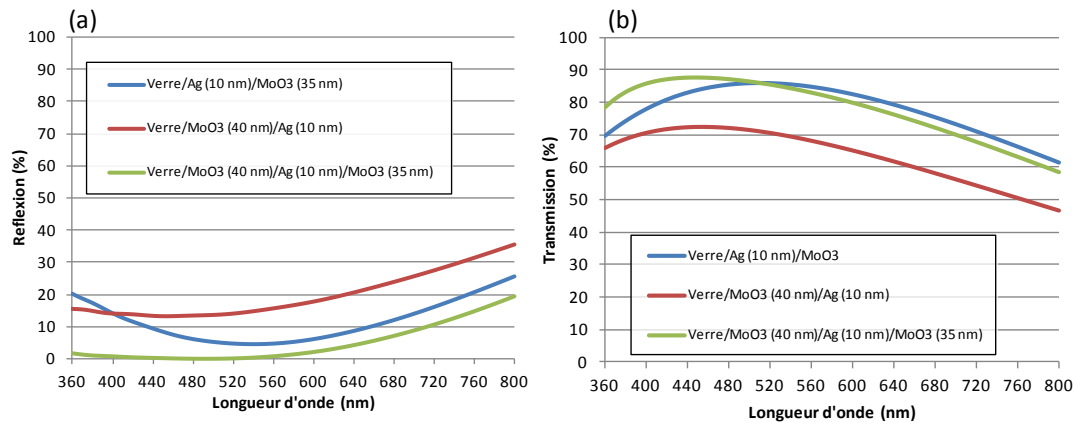 (a)
100
90
80
70
60
50
40
30
20
10
0
Reflexion (%)
Verre/Ag (10 nm)/MoO3 (35 nm)
Verre/MoO3 (40 nm)/Ag (10 nm)
Verre/MoO3 (40 nm)/Ag (10 nm)/MoO3 (35 nm)
360 400 440 480 520 560 600 640 680 720 760 800
Longueur d'onde (nm)
(b)
100
90
80
70
60
50
40
30
20
10
0
Transmission (%)
Verre/Ag (10 nm)/MoO3
Verre/MoO3 (40 nm)/Ag (10 nm)
Verre/MoO3 (40 nm)/Ag (10 nm)/MoO3 (35 nm)
360 400 440 480 520 560 600 640 680 720 760 800
Longueur d'onde (nm)